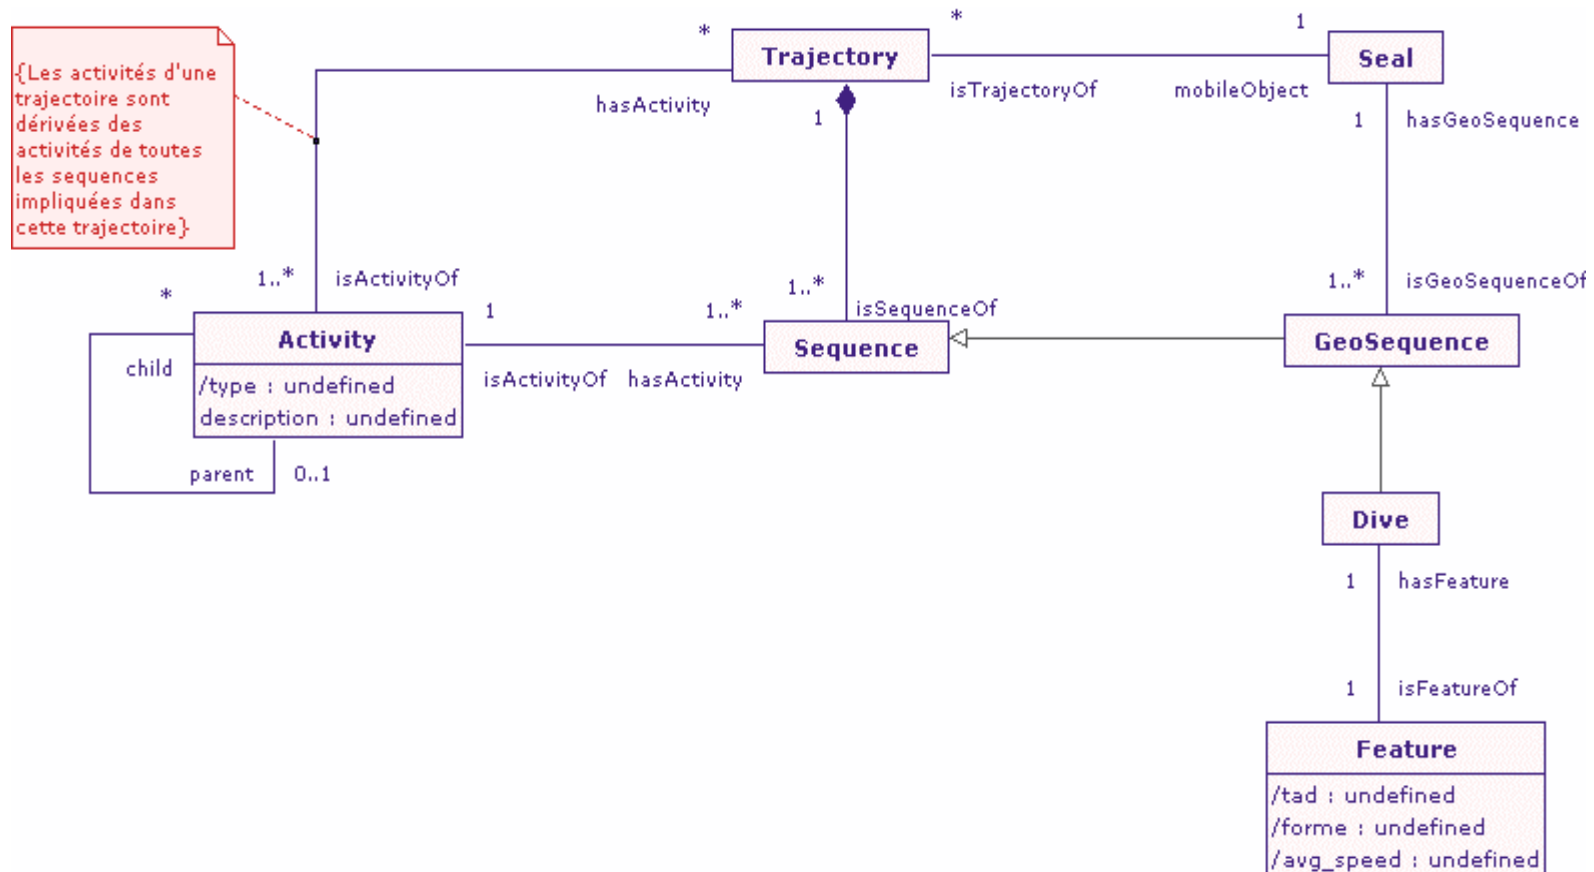 *
*
1
Trajectory
Seal
{Les activités d'une
trajectoire sont
dérivées des
activités de toutes
les sequences
impliquées dans
cette trajectoire}
hasActivity
isTrajectoryOf
mobileObject
1
1
hasGeoSequence
1..*
isActivityOf
1..*
1..*
isGeoSequenceOf
*
1
1..*
isSequenceOf
Activity
Sequence
GeoSequence
child
/type : undefined
isActivityOf
hasActivity
description : undefined
parent
0..1
Dive
1
hasFeature
1
isFeatureOf
Feature
/tad : undefined
/forme : undefined
/avg_speed : undefined